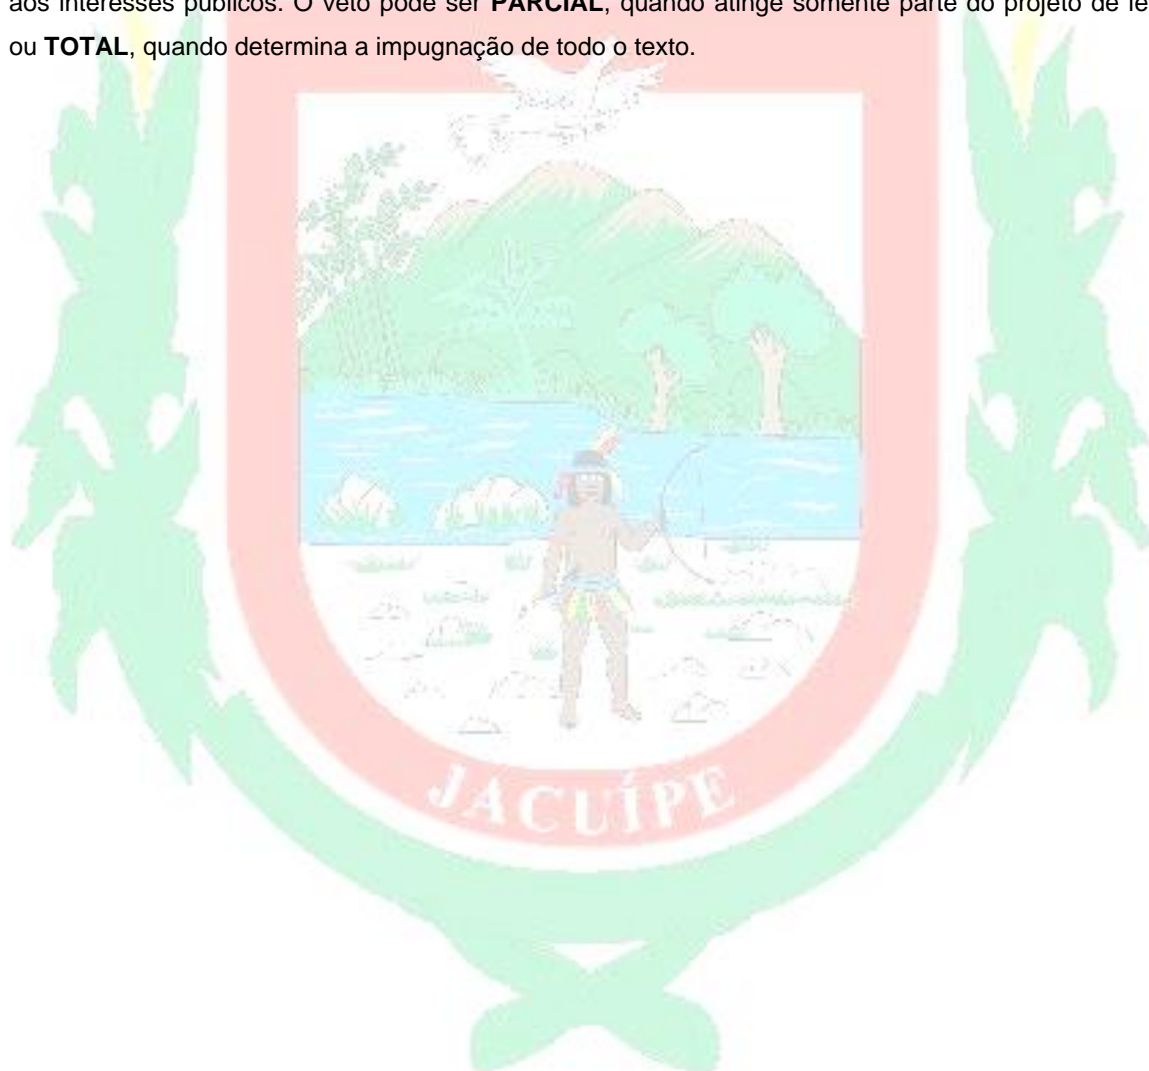 aos interesses públicos. O veto pode ser PARCIAL, quando atinge somente parte do projeto de le
ou TOTAL, quando determina a impugnação de todo o texto.
JACUÍPE